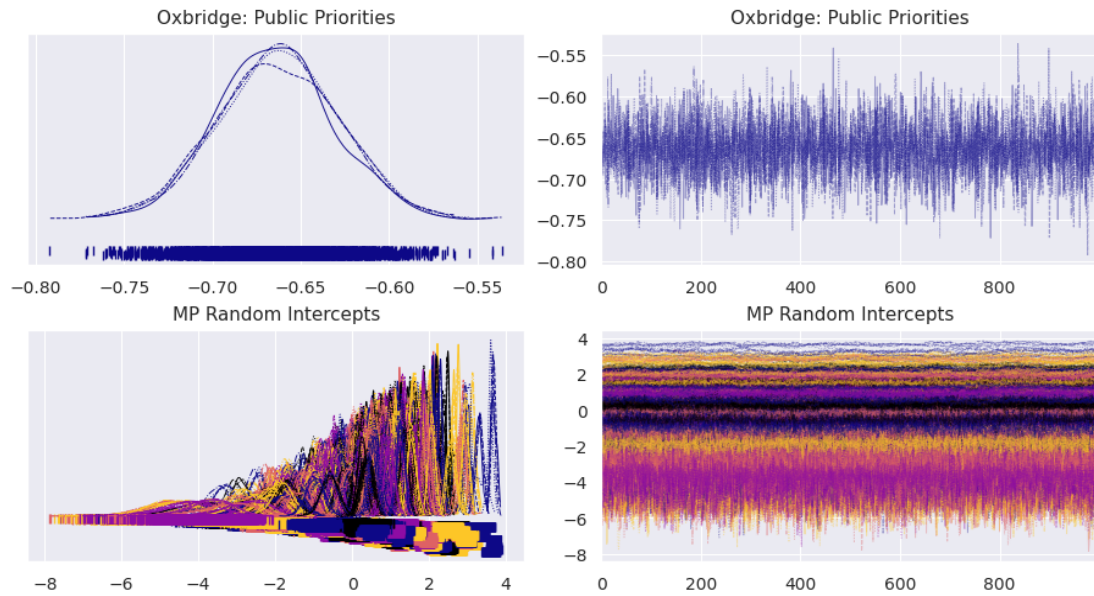 Oxbridge: Public Priorities
−0.80 −0.75 −0.70 −0.65 −0.60 −0.55
Oxbridge: Public Priorities
−0.55
−0.60
−0.65
−0.70
−0.75
−0.80
0 200 400 600 800
MP Random Intercepts
−8 −6 −4 −2 0 2 4
MP Random Intercepts
4
2
0
−2
−4
−6
−8
0 200 400 600 800